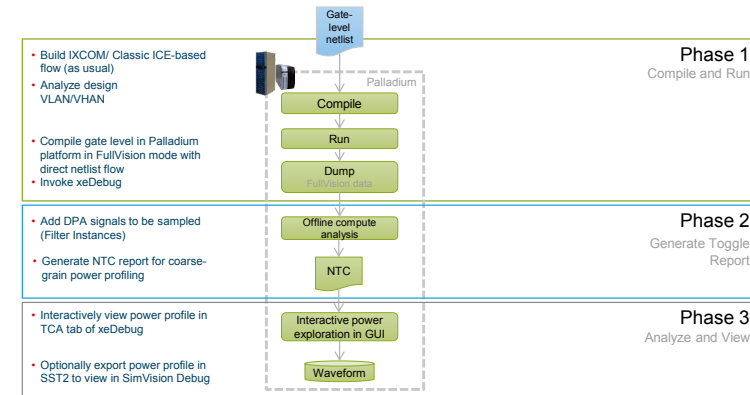 Gate-
level
netlist
Phase 1
Compile and Run
• Build IXCOM/ Classic ICE-based
flow (as usual)
• Analyze design
VLAN/VHAN
• Compile gate level in Palladium
platform in FullVision mode with
direct netlist flow
• Invoke xeDebug
Palladium
Compile
Run
Dump
FullVision data
Phase 2
Generate Toggle
Report
• Add DPA signals to be sampled
(Filter Instances)
• Generate NTC report for coarse-
grain power profiling
Offline compute
analysis
NTC
Phase 3
Analyze and View
• Interactively view power profile in
TCA tab of xeDebug
• Optionally export power profile in
SST2 to view in SimVision Debug
Interactive power
exploration in GUI
Waveform